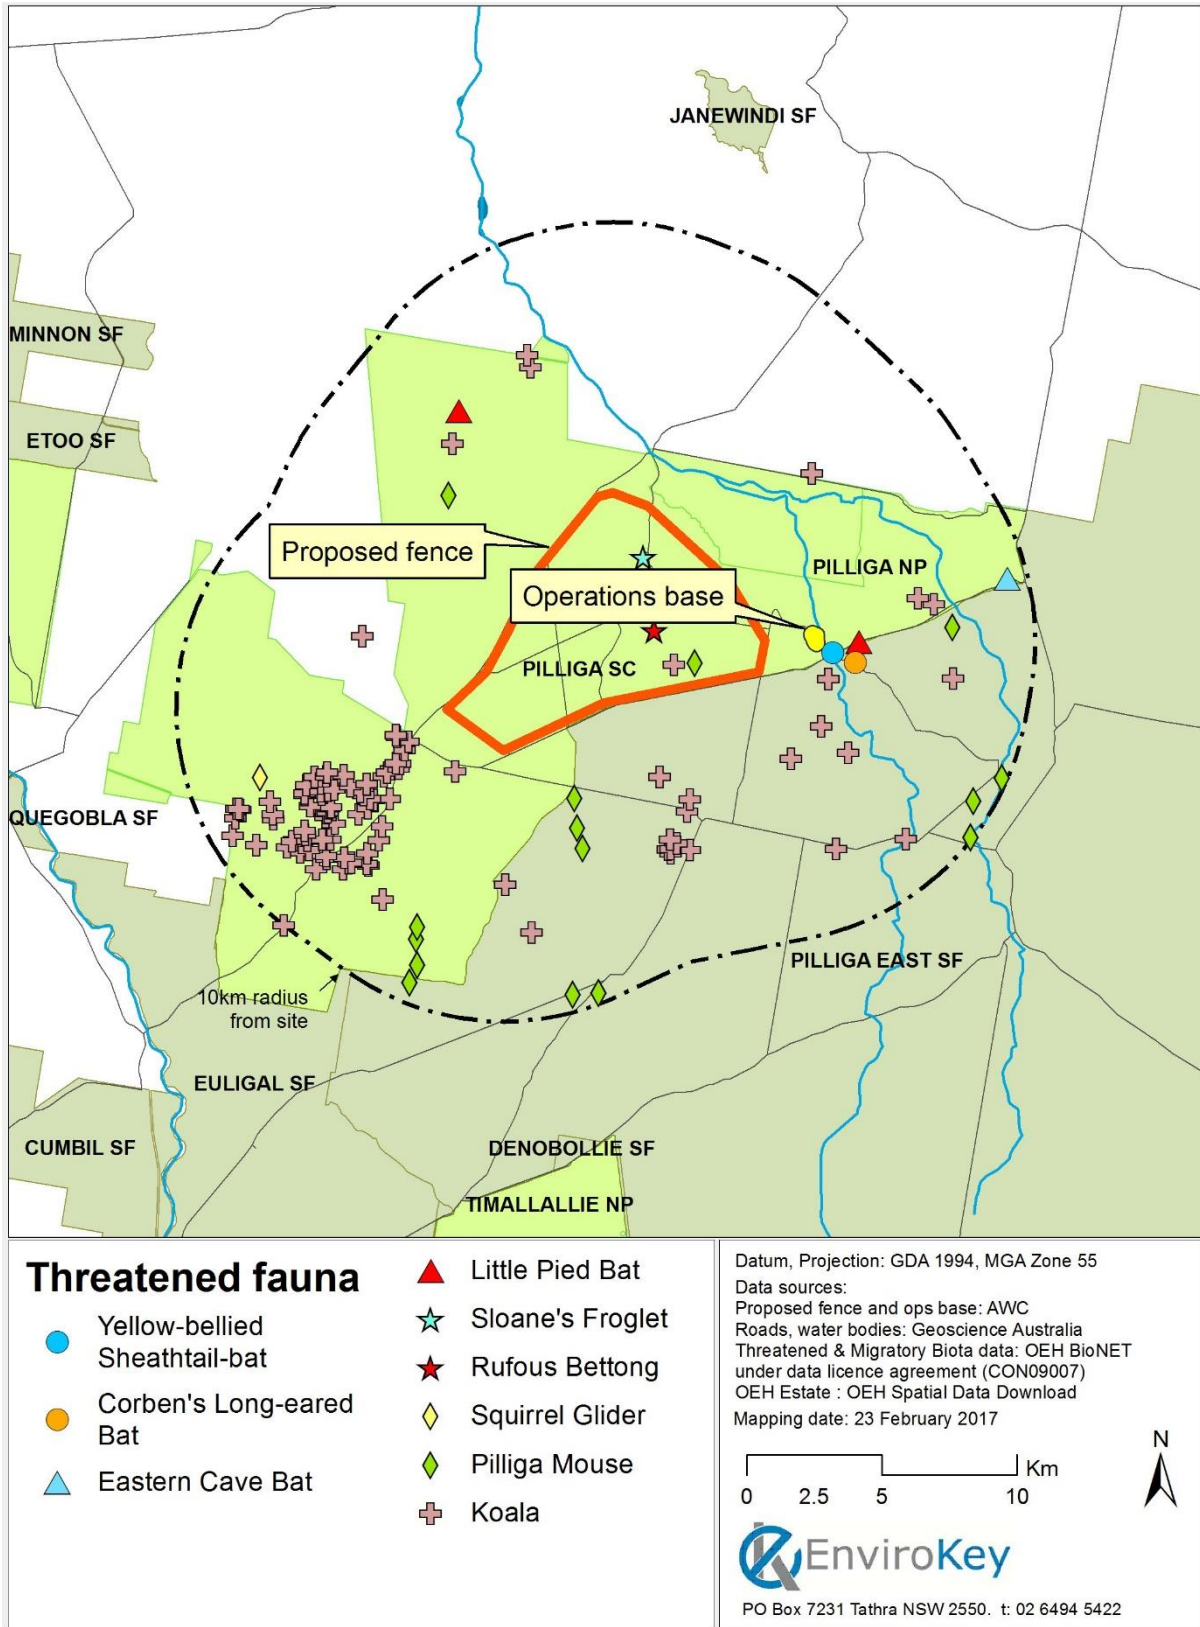 JANEWINDI SF
MINNON SF
ETOO SF
Proposed fence
Operations base
PILLIGA NP
PILLIGA SC
QUEGOBLA SF
PILLIGA EAST SF
10km radius
from site
EULIGAL SF
CUMBIL SF
DENOBOLLIE SF
TIMALLALLIE NP
Threatened fauna
Yellow-bellied
Sheathtail-bat
Corben's Long-eared
Bat
Eastern Cave Bat
Little Pied Bat
Sloane's Froglet
Rufous Bettong
Squirrel Glider
Pilliga Mouse
Koala
Datum, Projection: GDA 1994, MGA Zone 55
Data sources:
Proposed fence and ops base: AWC
Roads, water bodies: Geoscience Australia
Threatened & Migratory Biota data: OEH BioNET
under data licence agreement (CON09007)
OEH Estate : OEH Spatial Data Download
Mapping date: 23 February 2017
N
Km
0 2.5 5 10
EnviroKey
PO Box 7231 Tathra NSW 2550. t: 02 6494 5422